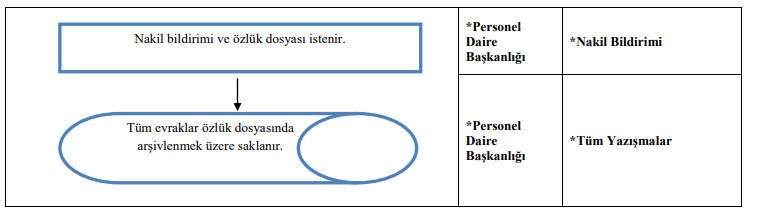 Nakil bildirimi ve özlük dosyası istenir.
*Personel
Daire
Başkanlığı
*Nakil Bildirimi
Tüm evraklar özlük dosyasında
arşivlenmek üzere saklanır.
*Personel
Daire
Başkanlığı
*Tüm Yazışmalar